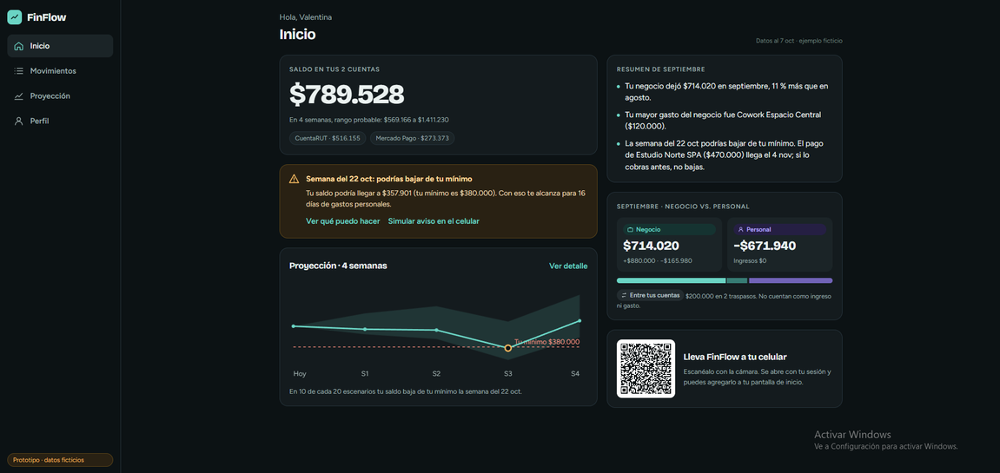 FinFlow
Inicio
Movimientos
Proyección
Perfil
Prototipo · datos ficticios
Hola, Valentina
Inicio
Datos al 7 oct · ejemplo ficticio
SALDO EN TUS 2 CUENTAS
$789.528
En 4 semanas, rango probable: $569.166 a $1.411.230
CuentaRUT · $516.155
Mercado Pago · $273.373
Semana del 22 oct: podrías bajar de tu mínimo
Tu saldo podría llegar a $357.901 (tu mínimo es $380.000). Con eso te alcanza para 16
días de gastos personales.
Ver qué puedo hacer
Simular aviso en el celular
Proyección · 4 semanas
Ver detalle
Tu mínimo $380.000
Hoy
S1
S2
S3
S4
En 10 de cada 20 escenarios tu saldo baja de tu mínimo la semana del 22 oct.
RESUMEN DE SEPTIEMBRE
Tu negocio dejó $714.020 en septiembre, 11 % más que en
agosto.
Tu mayor gasto del negocio fue Cowork Espacio Central
($120.000).
La semana del 22 oct podrías bajar de tu mínimo. El pago
de Estudio Norte SPA ($470.000) llega el 4 nov; si lo
cobras antes, no bajas.
SEPTIEMBRE · NEGOCIO VS. PERSONAL
Negocio
$714.020
+$880.000 · −$165.980
Personal
−$671.940
Ingresos $0
Entre tus cuentas $200.000 en 2 traspasos. No cuentan como ingreso
ni gasto.
Lleva FinFlow a tu celular
Escanéalo con la cámara. Se abre con tu sesión y
puedes agregarlo a tu pantalla de inicio.
Activar Windows
Ve a Configuración para activar Windows.